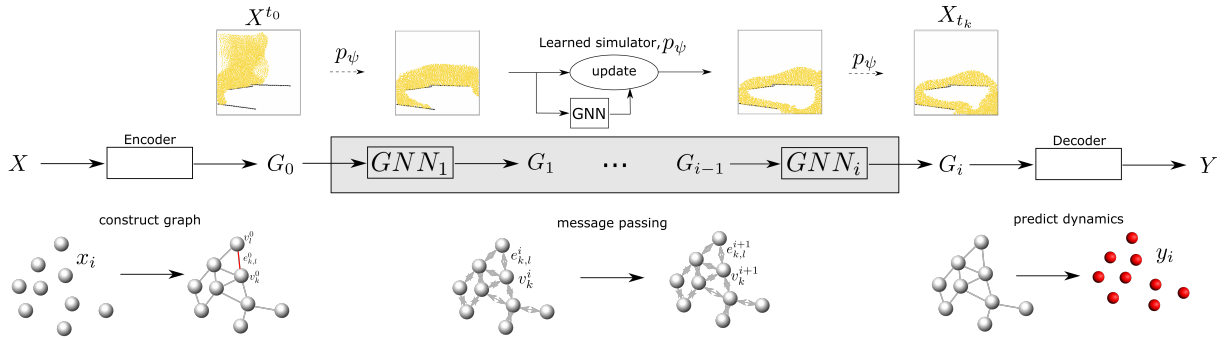 X^{t_0}
p_ψ
Learned simulator, p_ψ
update
GNN
p_ψ
X_{t_k}
Encoder
Decoder
X
G_0
GNN_1
G_1
...
G_{i-1}
GNN_i
G_i
Y
construct graph
message passing
predict dynamics
x_i
v_l^0
e_{k,l}^0
v_k^0
e_{k,l}^i
v_k^i
e_{k,l}^{i+1}
v_k^{i+1}
y_i